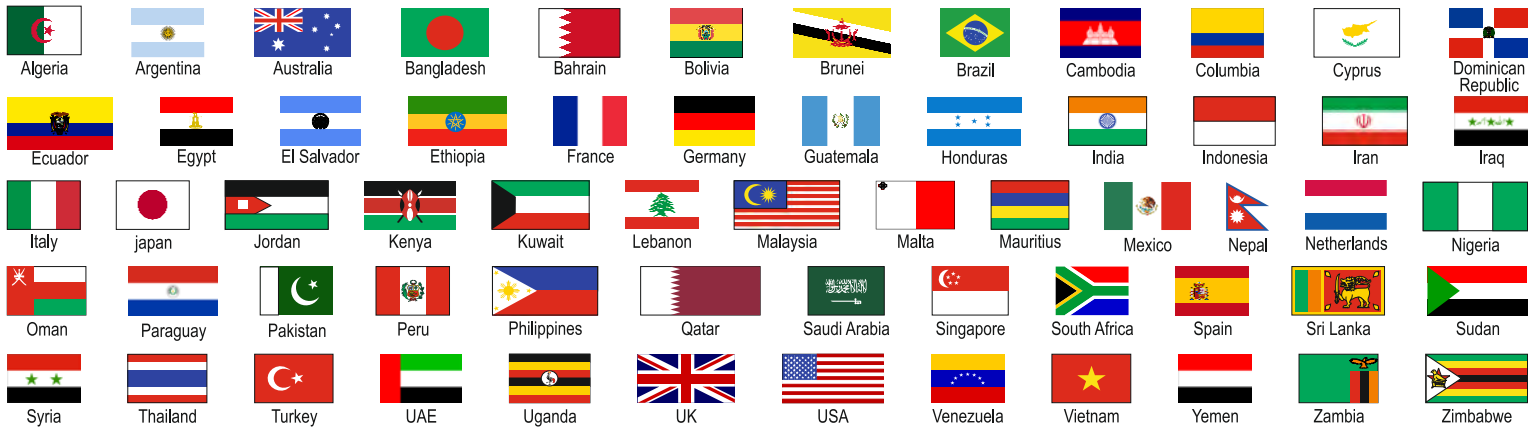 Algeria Argentina Australia Bangladesh Bahrain Bolivia Brunei Brazil Cambodia Columbia Cyprus Dominican Republic
Ecuador Egypt El Salvador Ethiopia France Germany Guatemala Honduras India Indonesia Iran Iraq
Italy japan Jordan Kenya Kuwait Lebanon Malaysia Malta Mauritius Mexico Nepal Netherlands Nigeria
Oman Paraguay Pakistan Peru Philippines Qatar Saudi Arabia Singapore South Africa Spain Sri Lanka Sudan
Syria Thailand Turkey UAE Uganda UK USA Venezuela Vietnam Yemen Zambia Zimbabwe